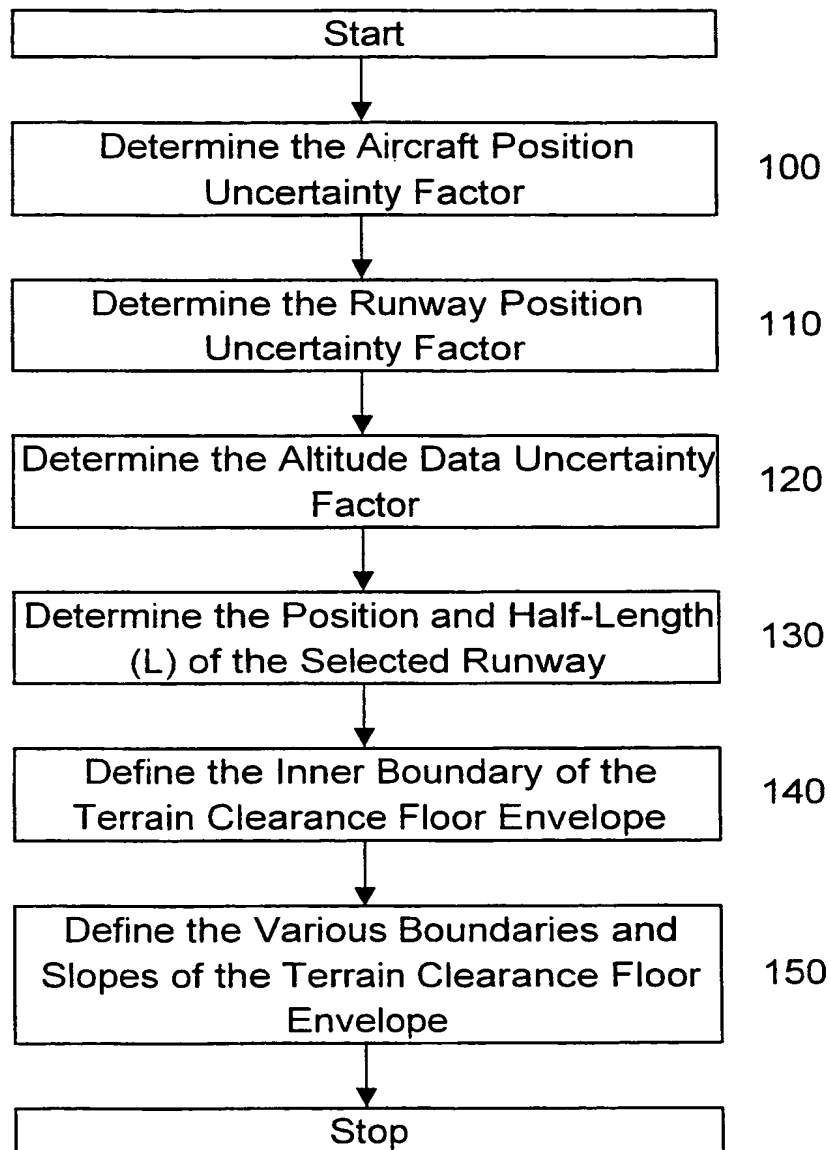 Start
Determine the Aircraft Position
Uncertainty Factor
100
Determine the Runway Position
Uncertainty Factor
110
Determine the Altitude Data Uncertainty
Factor
120
Determine the Position and Half-Length
(L) of the Selected Runway
130
Define the Inner Boundary of the
Terrain Clearance Floor Envelope
140
Define the Various Boundaries and
Slopes of the Terrain Clearance Floor
Envelope
150
Stop